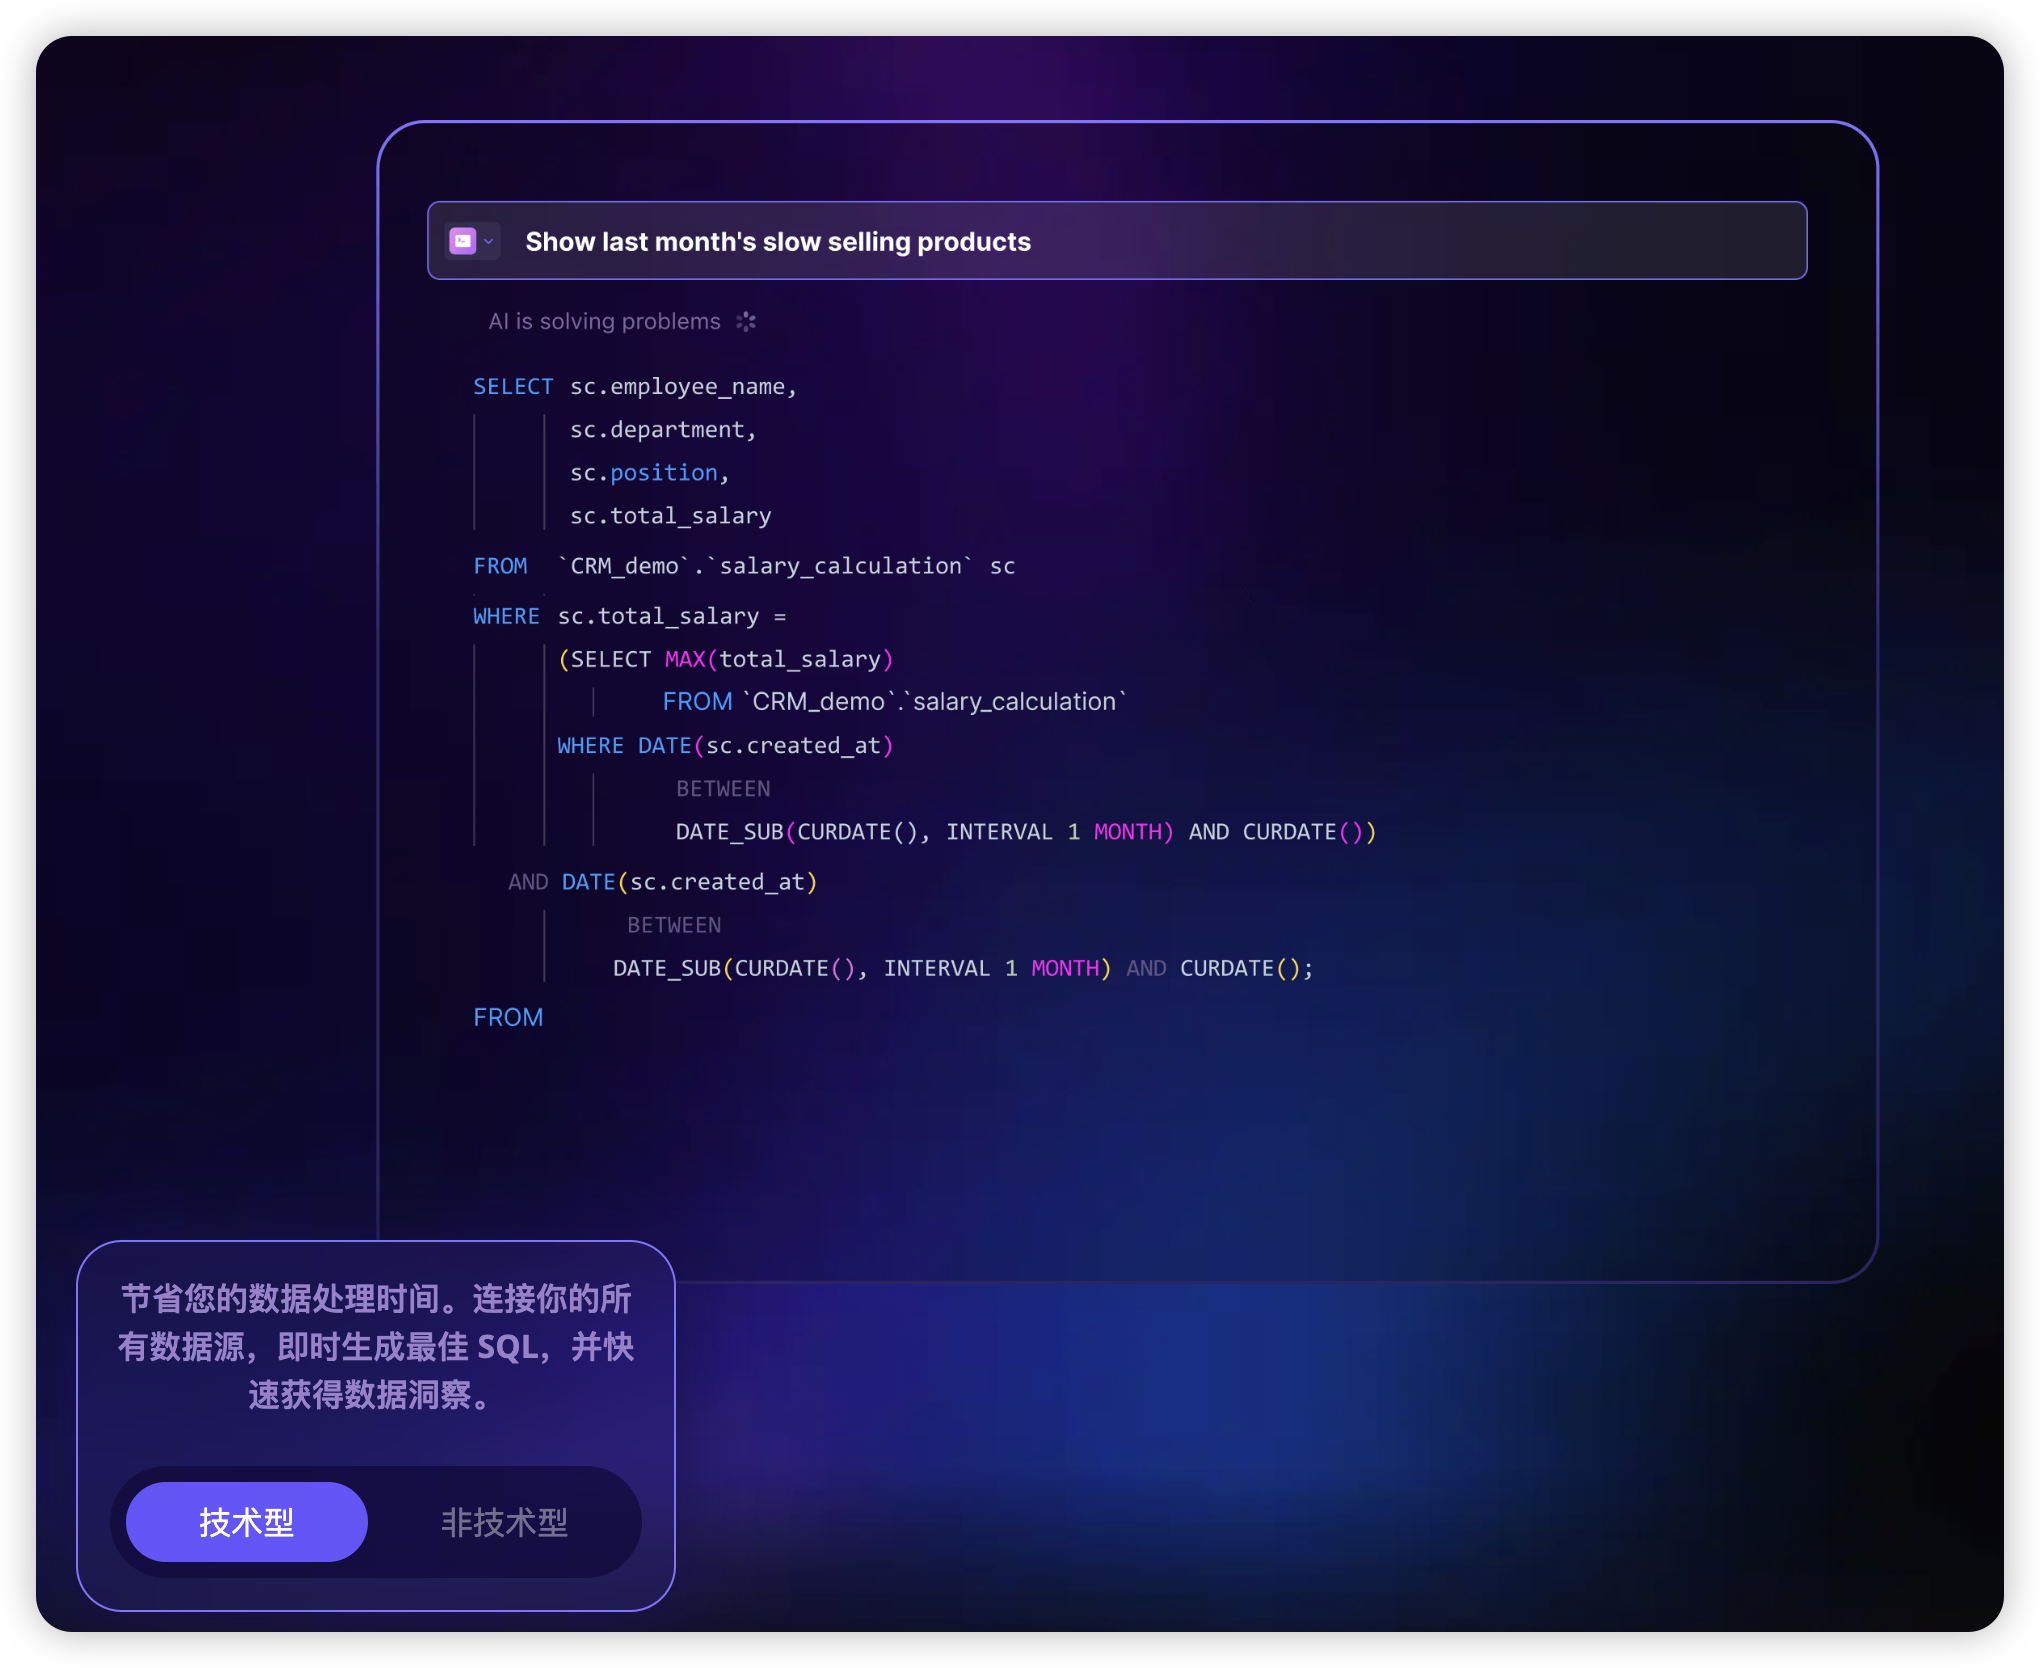 Show last month's slow selling products
AI is solving problems
SELECT sc.employee_name,
sc.department,
sc.position,
sc.total_salary
FROM `CRM_demo`.`salary_calculation` sc
WHERE sc.total_salary =
(SELECT MAX(total_salary)
FROM `CRM_demo`.`salary_calculation`
WHERE DATE(sc.created_at)
BETWEEN
DATE_SUB(CURDATE(), INTERVAL 1 MONTH) AND CURDATE())
AND DATE(sc.created_at)
BETWEEN
DATE_SUB(CURDATE(), INTERVAL 1 MONTH) AND CURDATE();
FROM
节省您的数据处理时间。连接你的所
有数据源，即时生成最佳 SQL，并快
速获得数据洞察。
技术型 非技术型